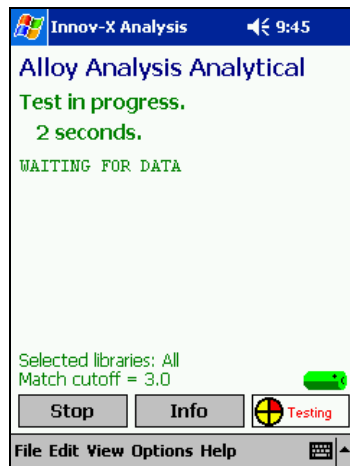 Innov-X Analysis 9:45
Alloy Analysis Analytical
Test in progress.
2 seconds.
WAITING FOR DATA
Selected libraries: All
Match cutoff = 3.0
Stop Info Testing
File Edit View Options Help